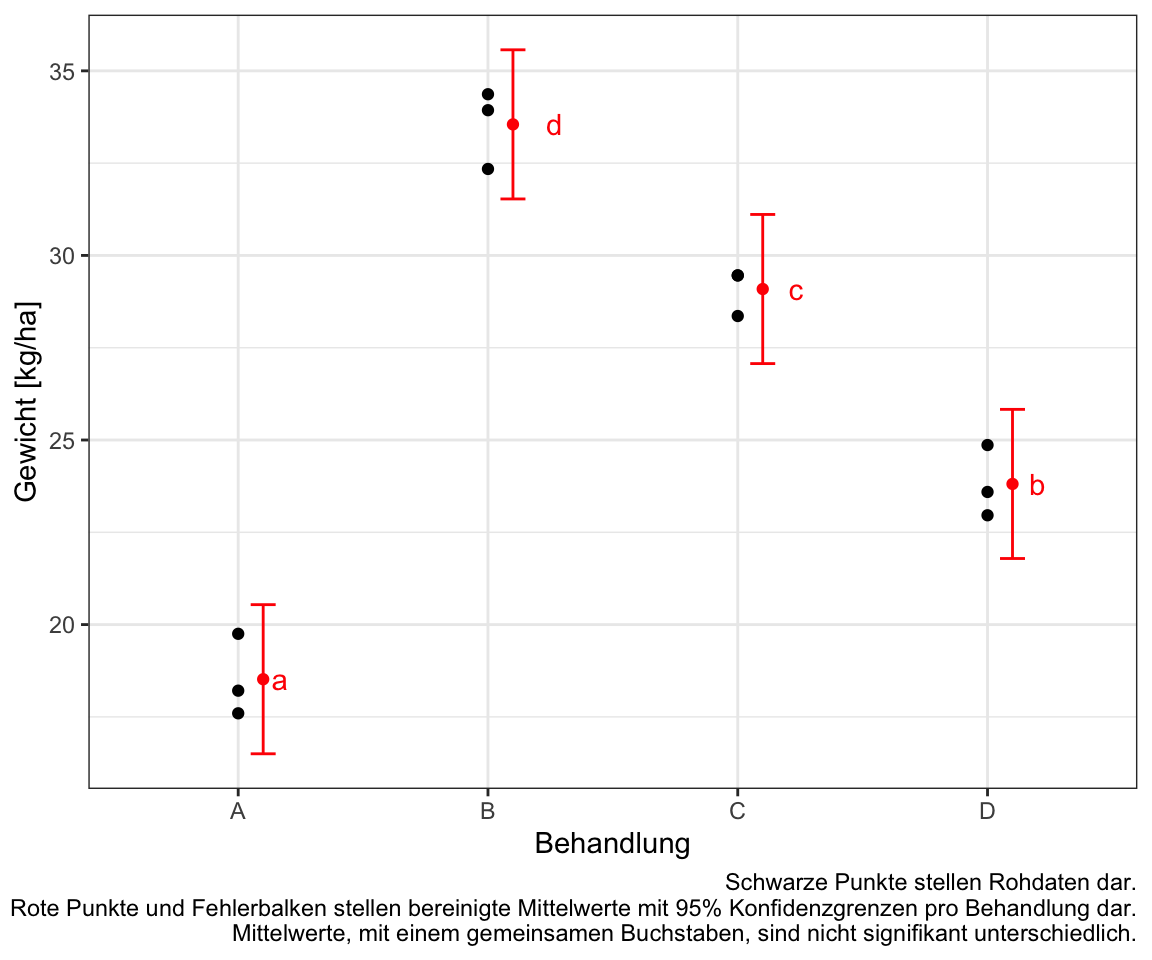 35
30
25
20
Gewicht [kg/ha]
d
c
b
a
A B C D
Behandlung
Schwarze Punkte stellen Rohdaten dar.
Rote Punkte und Fehlerbalken stellen bereinigte Mittelwerte mit 95% Konfidenzgrenzen pro Behandlung dar.
Mittelwerte, mit einem gemeinsamen Buchstaben, sind nicht signifikant unterschiedlich.